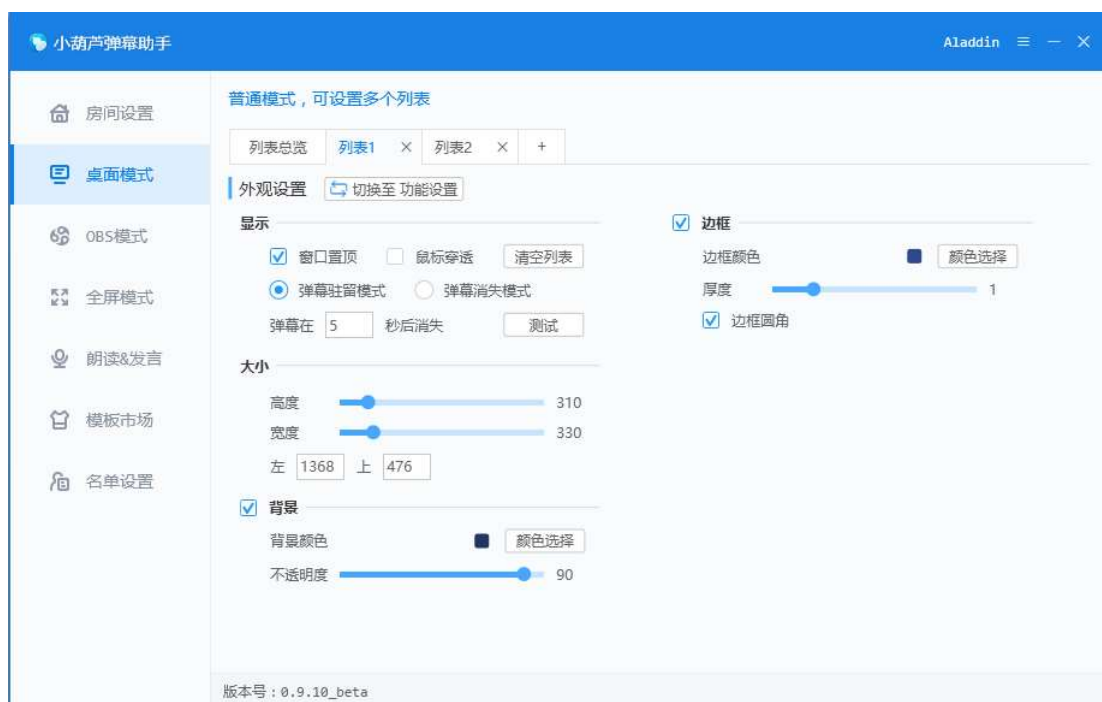 小葫芦弹幕助手 Aladdin
房间设置
桌面模式
OBS模式
全屏模式
朗读&发言
模板市场
名单设置
普通模式，可设置多个列表
列表总览 列表1 × 列表2 × +
外观设置 切换至 功能设置
显示
窗口置顶 鼠标穿透 清空列表
弹幕驻留模式 弹幕消失模式
弹幕在 5 秒后消失 测试
大小
高度 310
宽度 330
左 1368 上 476
背景
背景颜色 颜色选择
不透明度 90
边框
边框颜色 颜色选择
厚度 1
边框圆角
版本号：0.9.10_beta